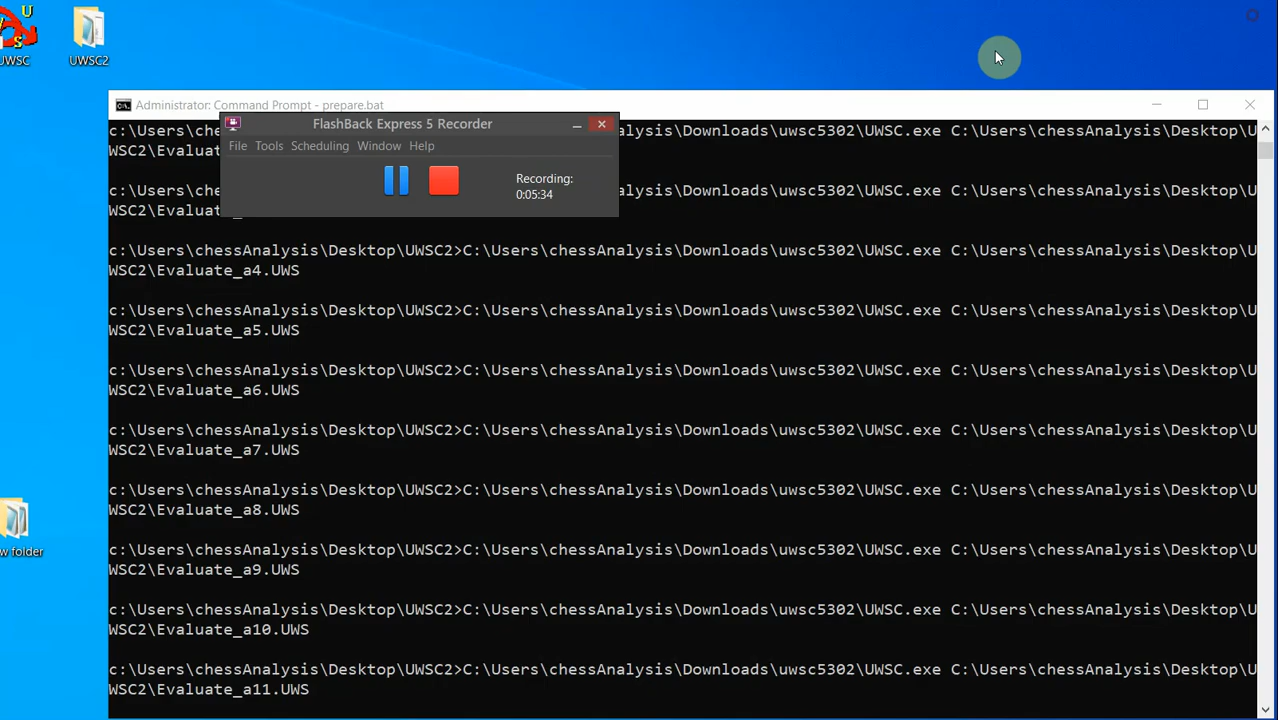 U
S
UWSC
UWSC2
Administrator: Command Prompt - prepare.bat
FlashBack Express 5 Recorder
File Tools Scheduling Window Help
Recording:
0:05:34
c:\Users\che
sAnalysis\Downloads\uwsc5302\UWSC.exe C:\Users\chessAnalysis\Desktop\U
WSC2\Evaluat
c:\Users\che
sAnalysis\Downloads\uwsc5302\UWSC.exe C:\Users\chessAnalysis\Desktop\U
WSC2\Evaluat
c:\Users\chessAnalysis\Desktop\UWSC2>C:\Users\chessAnalysis\Downloads\uwsc5302\UWSC.exe C:\Users\chessAnalysis\Desktop\U
WSC2\Evaluate_a4.UWS
c:\Users\chessAnalysis\Desktop\UWSC2>C:\Users\chessAnalysis\Downloads\uwsc5302\UWSC.exe C:\Users\chessAnalysis\Desktop\U
WSC2\Evaluate_a5.UWS
c:\Users\chessAnalysis\Desktop\UWSC2>C:\Users\chessAnalysis\Downloads\uwsc5302\UWSC.exe C:\Users\chessAnalysis\Desktop\U
WSC2\Evaluate_a6.UWS
c:\Users\chessAnalysis\Desktop\UWSC2>C:\Users\chessAnalysis\Downloads\uwsc5302\UWSC.exe C:\Users\chessAnalysis\Desktop\U
WSC2\Evaluate_a7.UWS
c:\Users\chessAnalysis\Desktop\UWSC2>C:\Users\chessAnalysis\Downloads\uwsc5302\UWSC.exe C:\Users\chessAnalysis\Desktop\U
WSC2\Evaluate_a8.UWS
c:\Users\chessAnalysis\Desktop\UWSC2>C:\Users\chessAnalysis\Downloads\uwsc5302\UWSC.exe C:\Users\chessAnalysis\Desktop\U
WSC2\Evaluate_a9.UWS
w folder
c:\Users\chessAnalysis\Desktop\UWSC2>C:\Users\chessAnalysis\Downloads\uwsc5302\UWSC.exe C:\Users\chessAnalysis\Desktop\U
WSC2\Evaluate_a10.UWS
c:\Users\chessAnalysis\Desktop\UWSC2>C:\Users\chessAnalysis\Downloads\uwsc5302\UWSC.exe C:\Users\chessAnalysis\Desktop\U
WSC2\Evaluate_a11.UWS